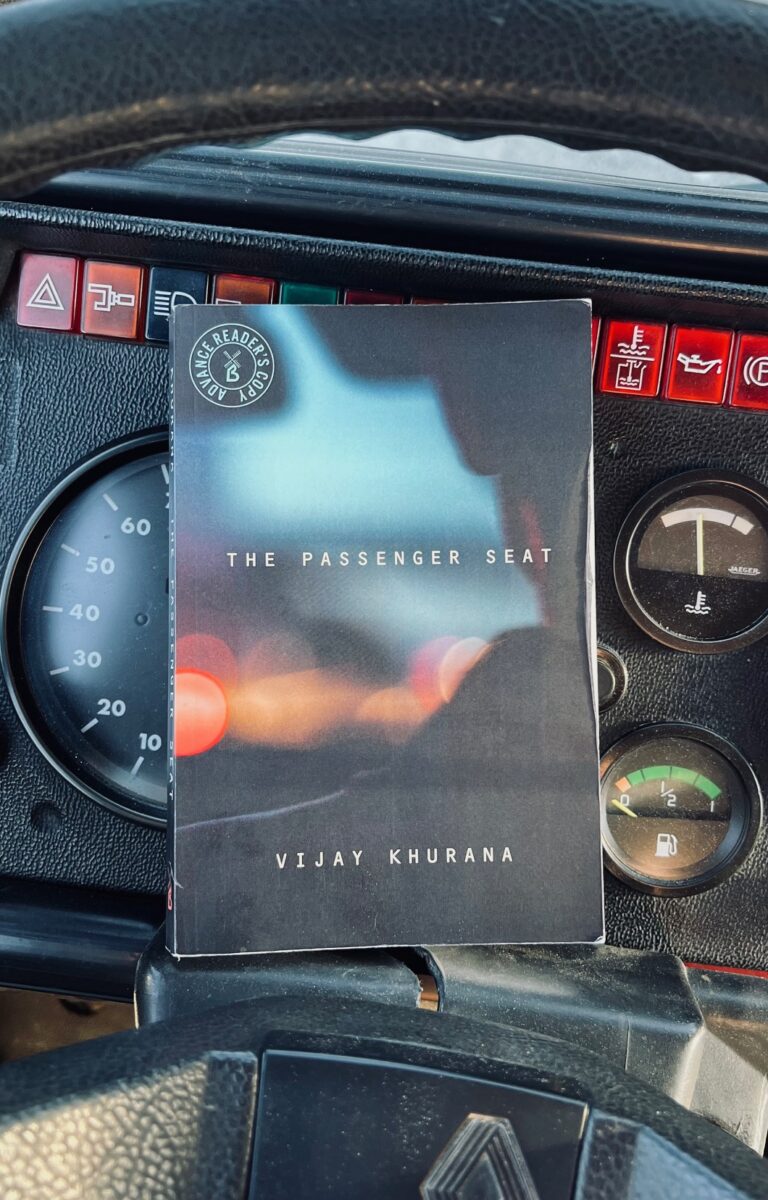 ADVANCE READER'S COPY
B
THE PASSENGER SEAT
VIJAY KHURANA
THE PASSENGER SEAT
60
50
40
30
20
10
JAEGER
0
1/2
1
P